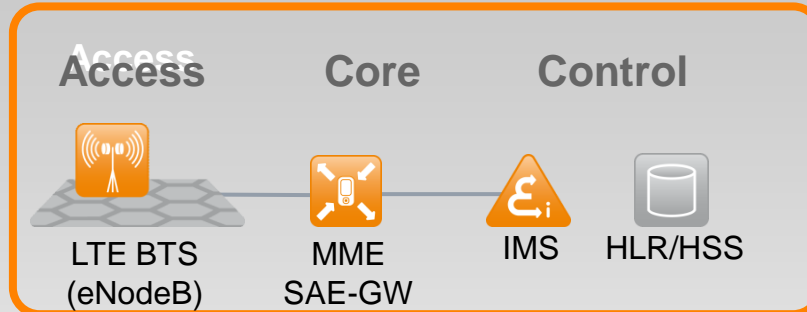 Access
Access Core Control
LTE BTS MME IMS HLR/HSS
(eNodeB) SAE-GW